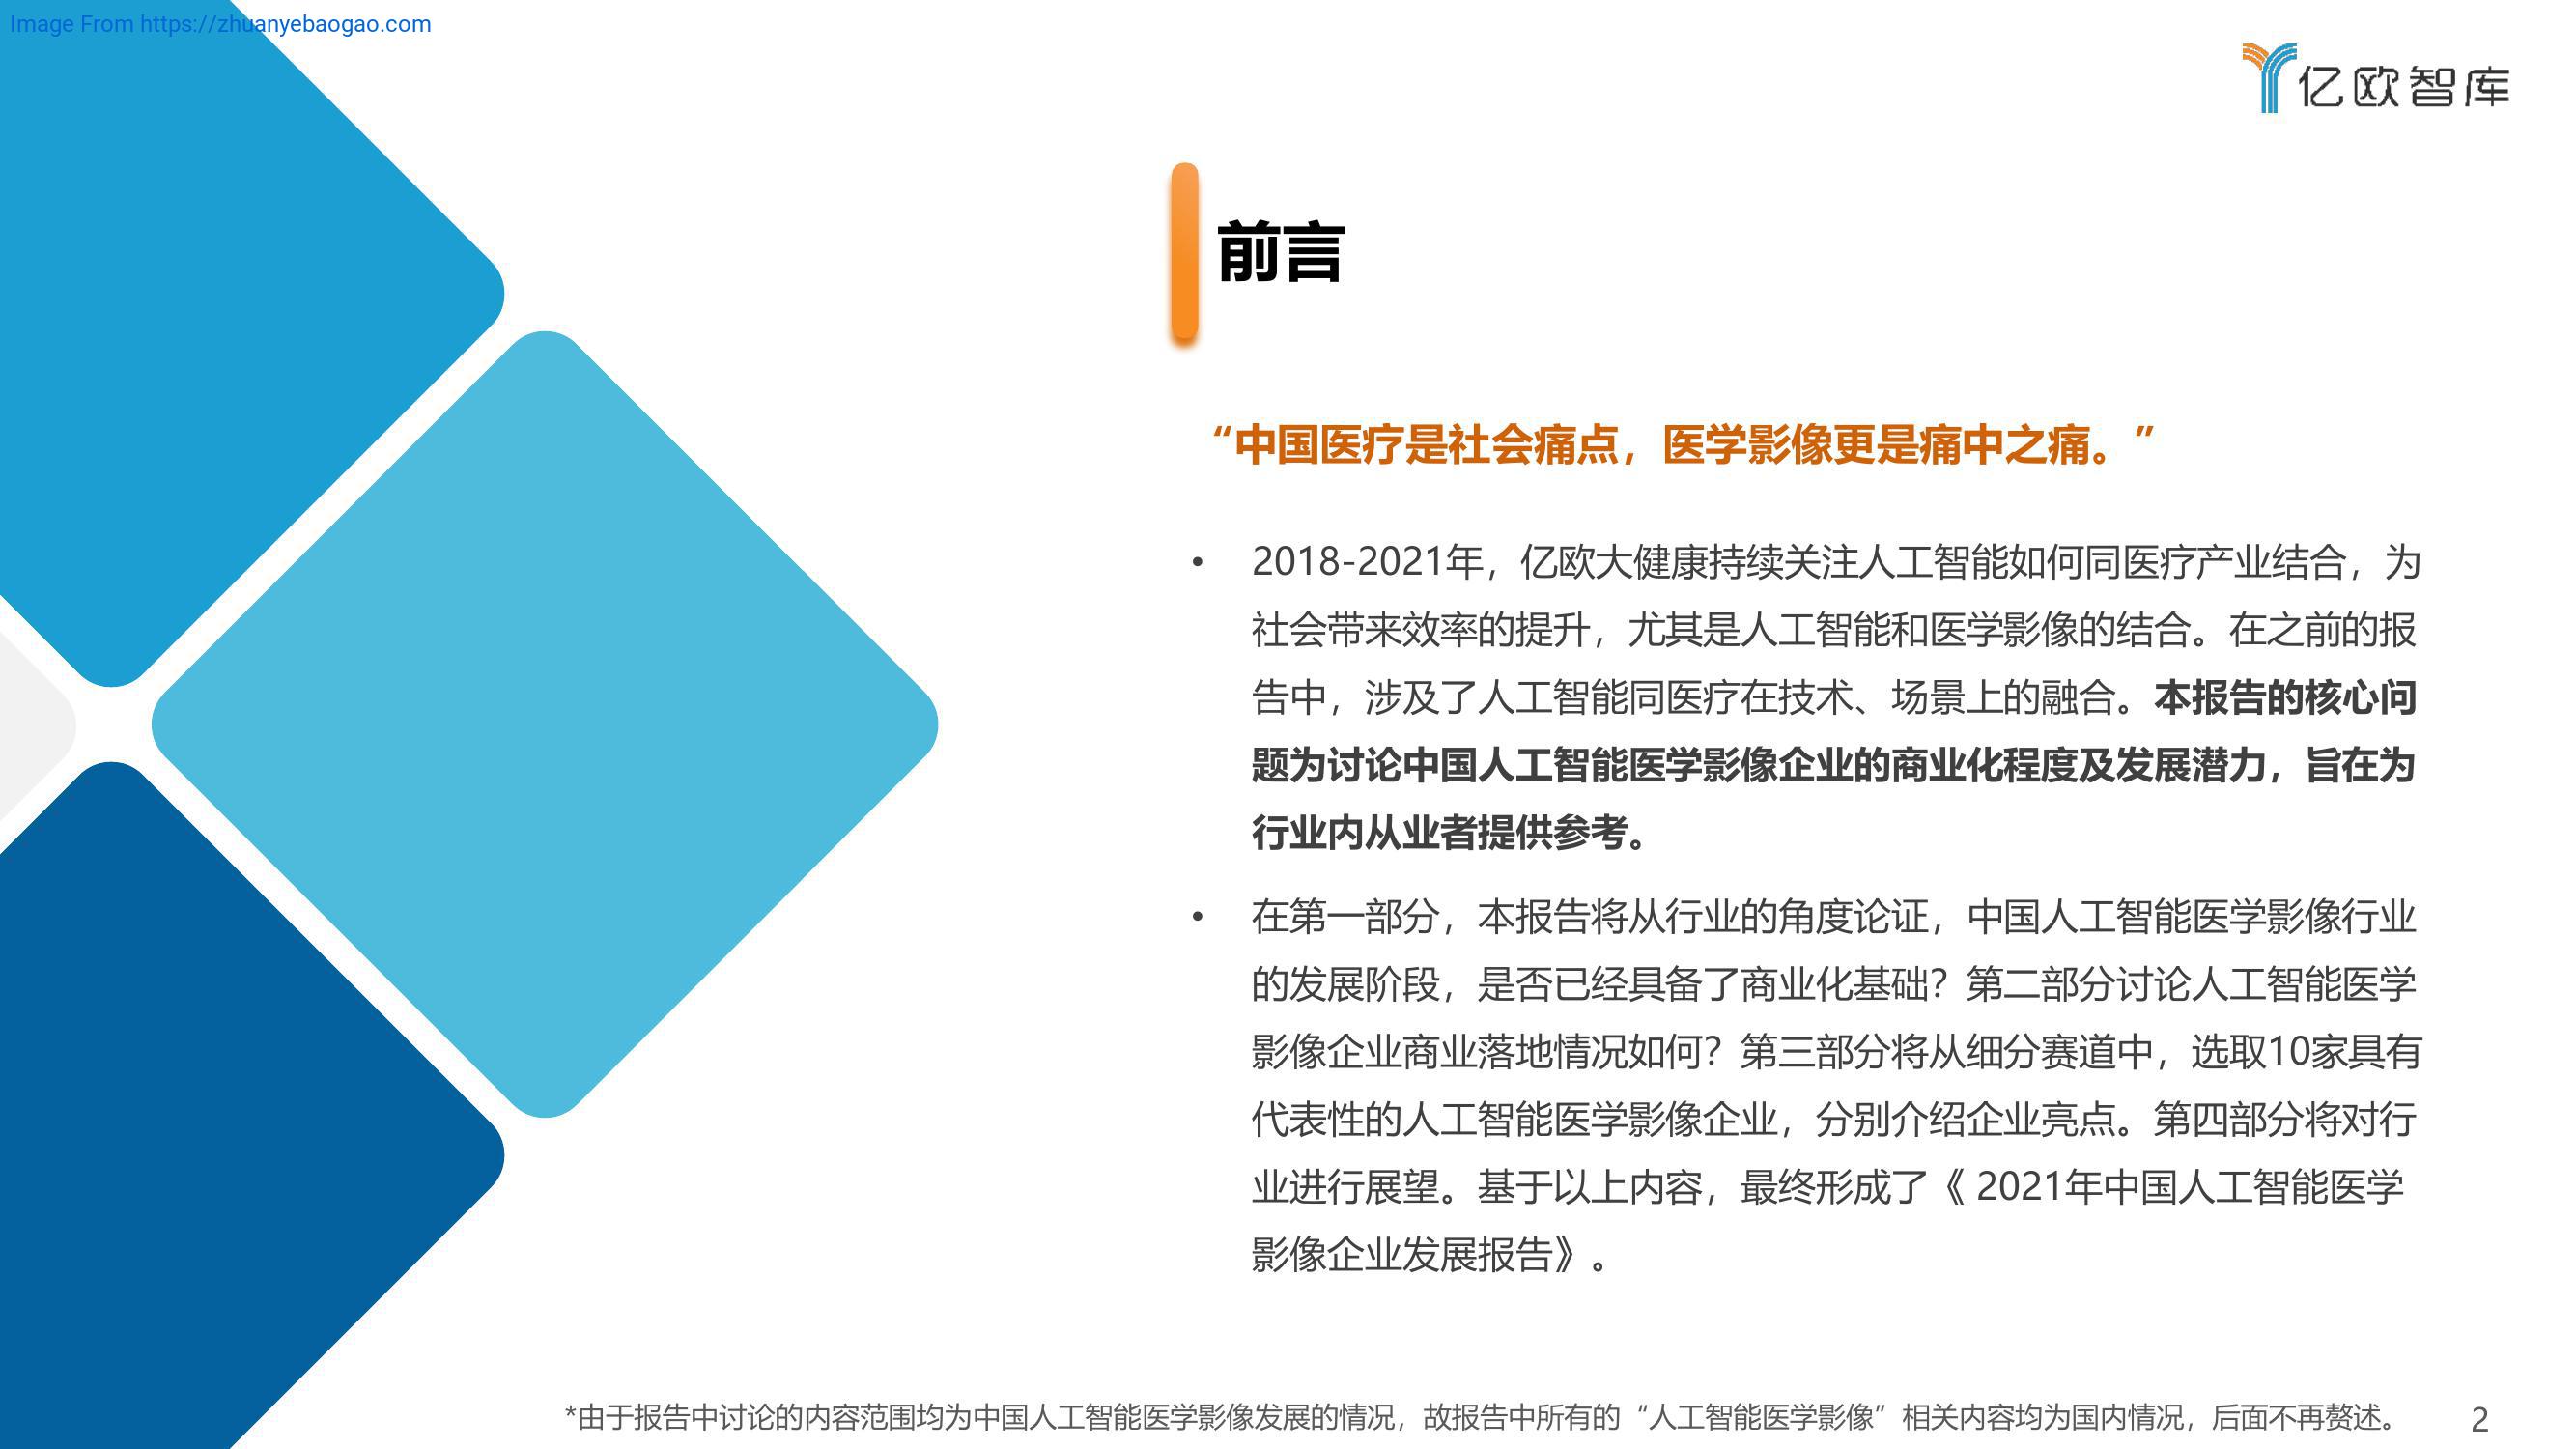 Image From https://zhuanyebaogao.com
亿欧智库
前言
“中国医疗是社会痛点，医学影像更是痛中之痛。”
• 2018-2021年，亿欧大健康持续关注人工智能如何同医疗产业结合，为
社会带来效率的提升，尤其是人工智能和医学影像的结合。在之前的报
告中，涉及了人工智能同医疗在技术、场景上的融合。本报告的核心问
题为讨论中国人工智能医学影像企业的商业化程度及发展潜力，旨在为
行业内从业者提供参考。
• 在第一部分，本报告将从行业的角度论证，中国人工智能医学影像行业
的发展阶段，是否已经具备了商业化基础？第二部分讨论人工智能医学
影像企业商业落地情况如何？第三部分将从细分赛道中，选取10家具有
代表性的人工智能医学影像企业，分别介绍企业亮点。第四部分将对行
业进行展望。基于以上内容，最终形成了《 2021年中国人工智能医学
影像企业发展报告》。
*由于报告中讨论的内容范围均为中国人工智能医学影像发展的情况，故报告中所有的“人工智能医学影像”相关内容均为国内情况，后面不再赘述。
2